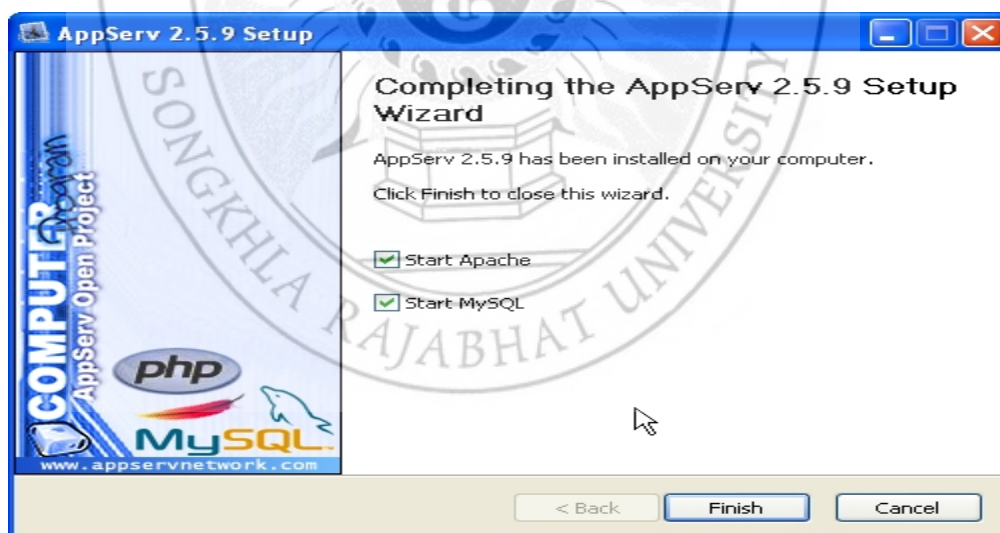 AppServ 2.5.9 Setup
Completing the AppServ 2.5.9 Setup
Wizard
AppServ 2.5.9 has been installed on your computer.
Click Finish to close this wizard.
Start Apache
Start MySQL
COMPUTER
Program
AppServ Open Project
php
MySQL
www.appservnetwork.com
SONGKHLA RAJABHAT UNIVERSITY
< Back
Finish
Cancel